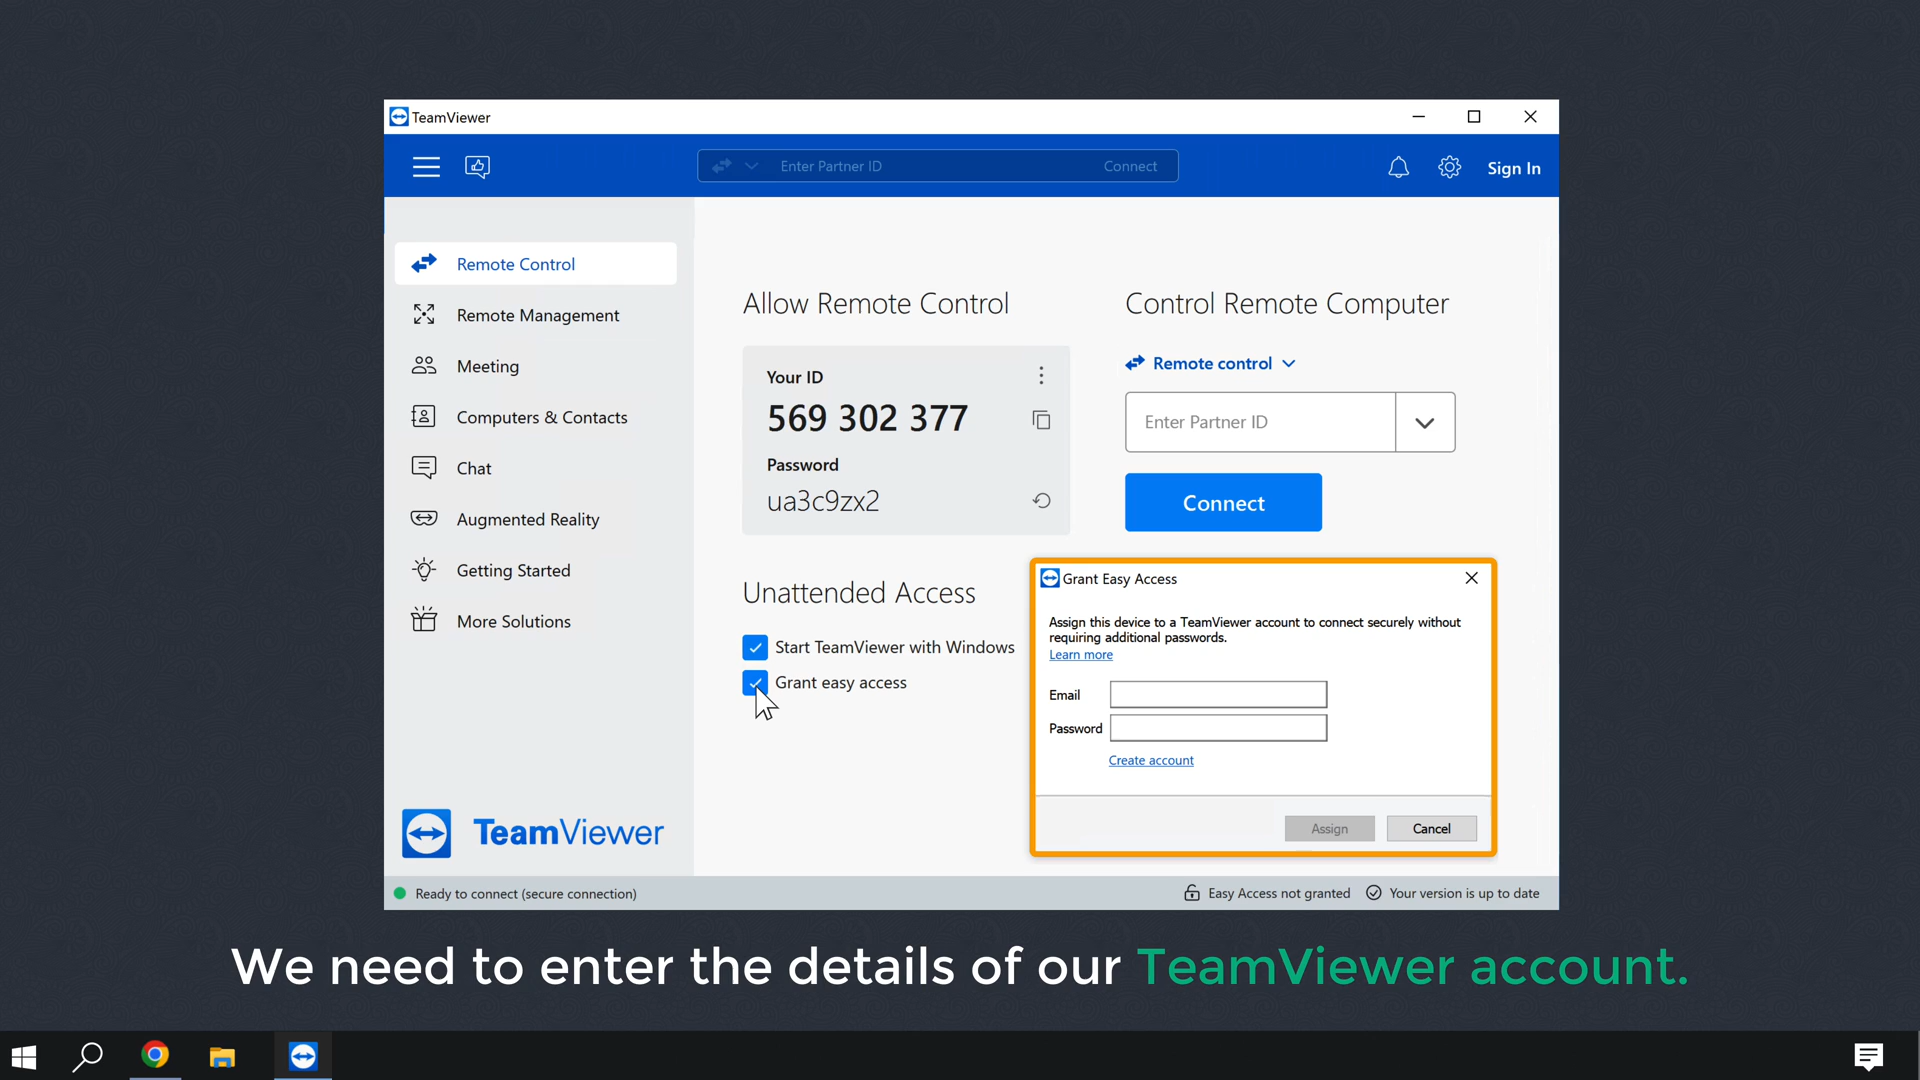 TeamViewer
Enter Partner ID
Connect
Sign In
Remote Control
Remote Management
Meeting
Computers & Contacts
Chat
Augmented Reality
Getting Started
More Solutions
TeamViewer
Allow Remote Control
Your ID
569 302 377
Password
ua3c9zx2
Unattended Access
Start TeamViewer with Windows
Grant easy access
Control Remote Computer
Remote control
Enter Partner ID
Connect
Grant Easy Access
Assign this device to a TeamViewer account to connect securely without
requiring additional passwords.
Learn more
Email
Password
Create account
Assign
Cancel
Ready to connect (secure connection)
Easy Access not granted
Your version is up to date
We need to enter the details of our TeamViewer account.